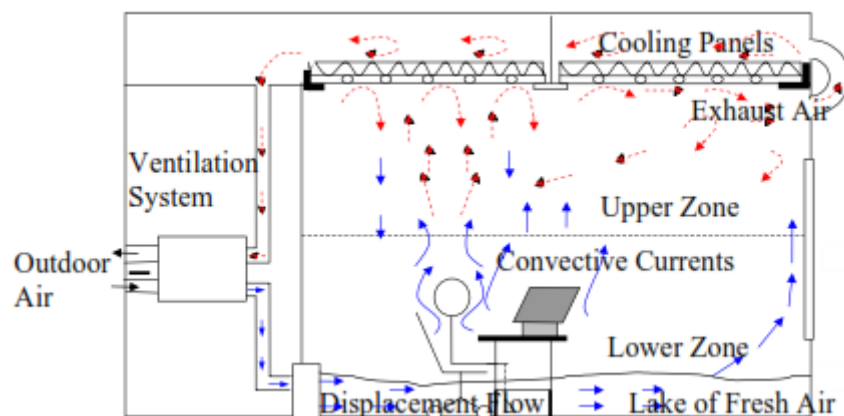 Cooling Panels
Exhaust Air
Ventilation
System
Upper Zone
Outdoor
Air
Convective Currents
Lower Zone
Displacement Flow
Lake of Fresh Air